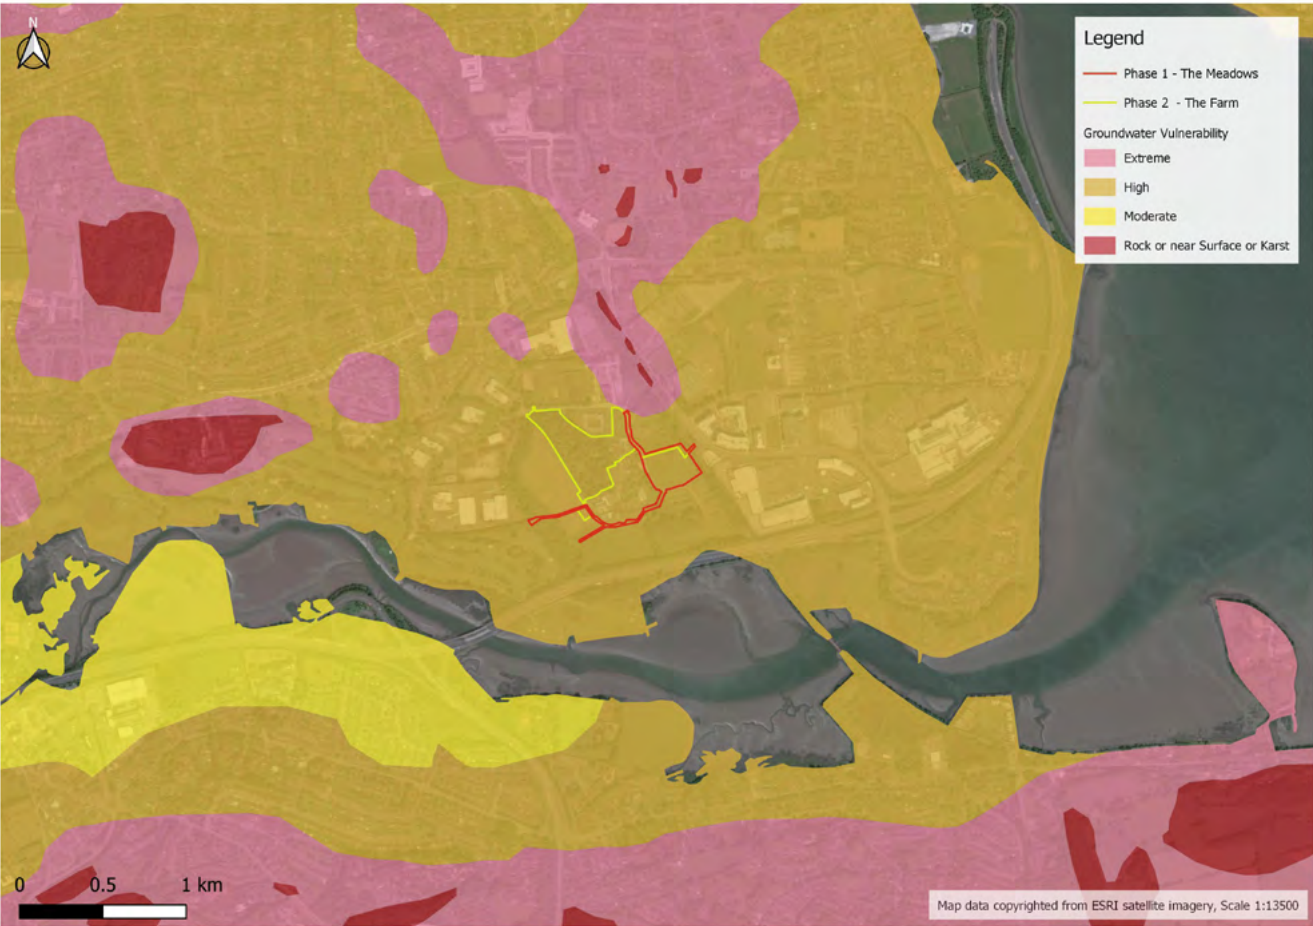 N
Legend
Phase 1 - The Meadows
Phase 2 - The Farm
Groundwater Vulnerability
Extreme
High
Moderate
Rock or near Surface or Karst
0 0.5 1 km
Map data copyrighted from ESRI satellite imagery, Scale 1:13500